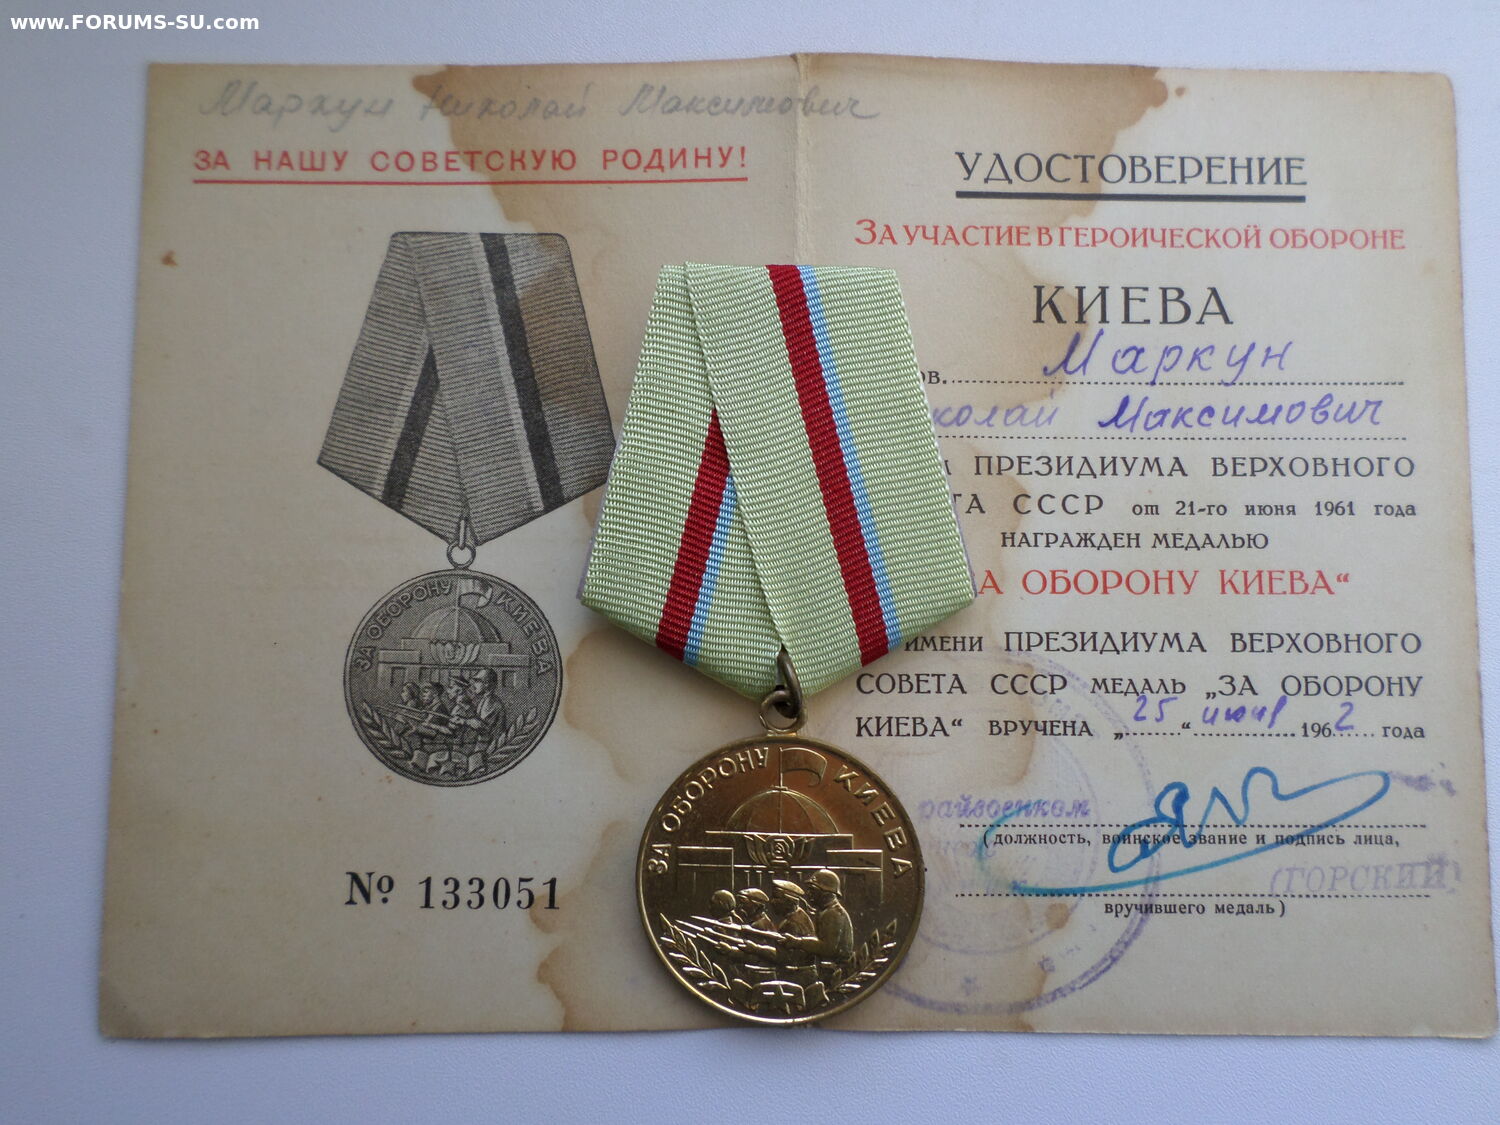 www.FORUMS-SU.com
Маркун Николай Максимович
ЗА НАШУ СОВЕТСКУЮ РОДИНУ!
ЗА ОБОРОНУ КИЕВА
№ 133051
УДОСТОВЕРЕНИЕ
ЗА УЧАСТИЕ В ГЕРОИЧЕСКОЙ ОБОРОНЕ
КИЕВА
ов. Маркун
колай Максимович
ПРЕЗИДИУМА ВЕРХОВНОГО
ТА СССР от 21-го июня 1961 года
НАГРАЖДЕН МЕДАЛЬЮ
А ОБОРОНУ КИЕВА“
ИМЕНИ ПРЕЗИДИУМА ВЕРХОВНОГО
СОВЕТА СССР МЕДАЛЬ „ЗА ОБОРОНУ
КИЕВА“ ВРУЧЕНА „25“ июня 1962 года
райвоенком
(должность, воинское звание и подпись лица,
(ГОРСКИЙ)
вручившего медаль)
ЗА ОБОРОНУ КИЕВА